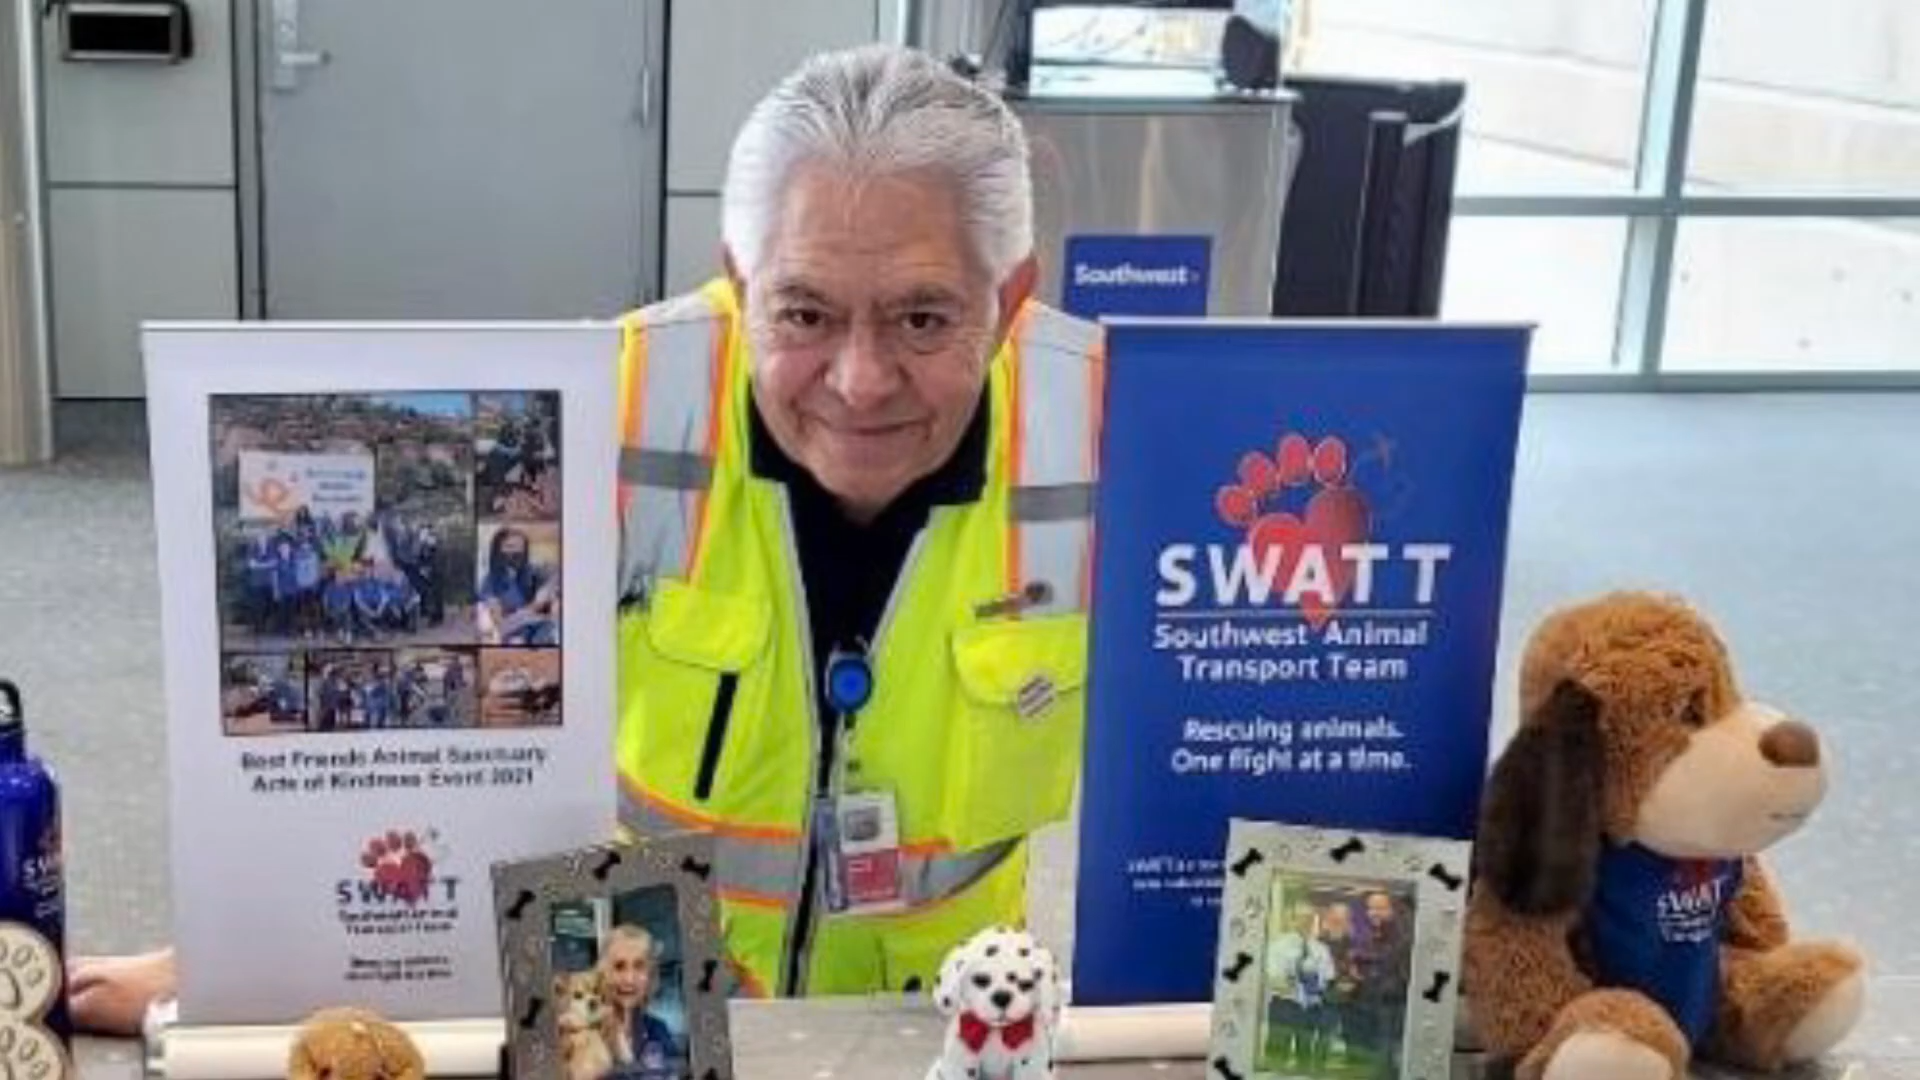 Southwest
Best Friends Animal Sanctuary
Acts of Kindness Event 2021
SWATT
Southwest Animal
Transport Team
SWATT
Southwest Animal
Transport Team
Rescuing animals.
One flight at a time.
SWATT